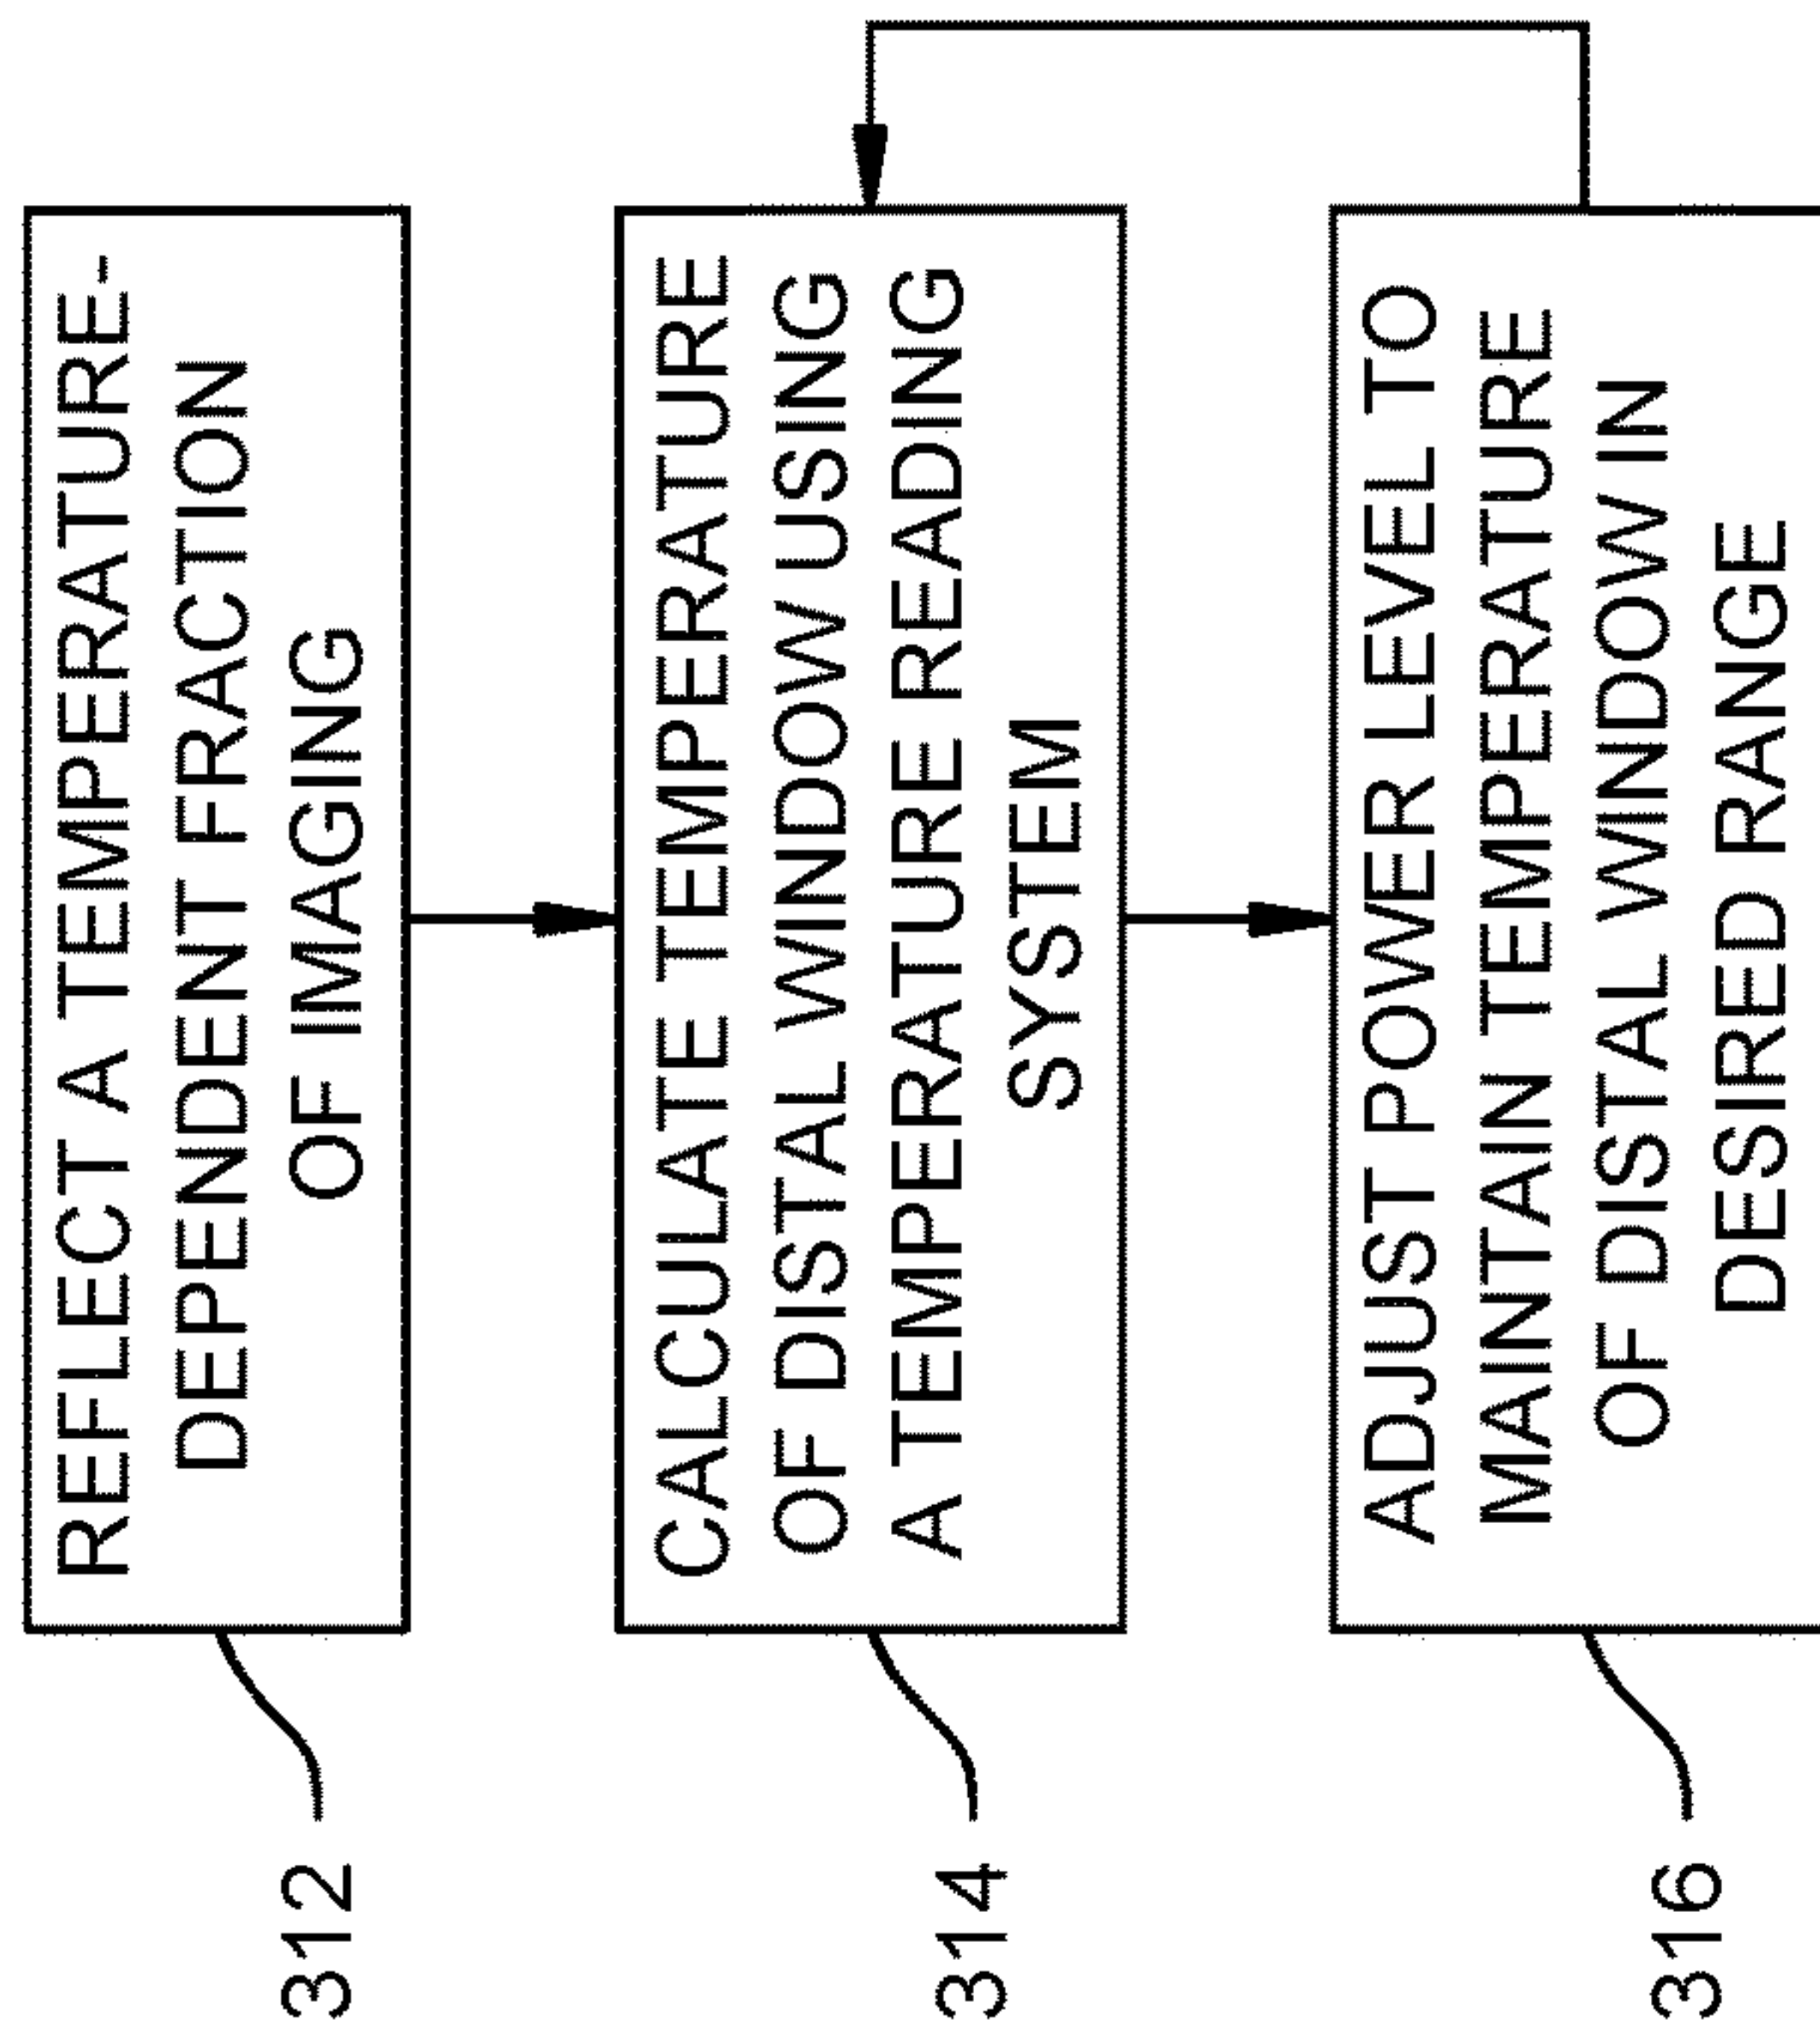 REFLECT A TEMPERATURE-
DEPENDENT FRACTION
OF IMAGING
312
CALCULATE TEMPERATURE
OF DISTAL WINDOW USING
A TEMPERATURE READING
SYSTEM
314
ADJUST POWER LEVEL TO
MAINTAIN TEMPERATURE
OF DISTAL WINDOW IN
DESIRED RANGE
316